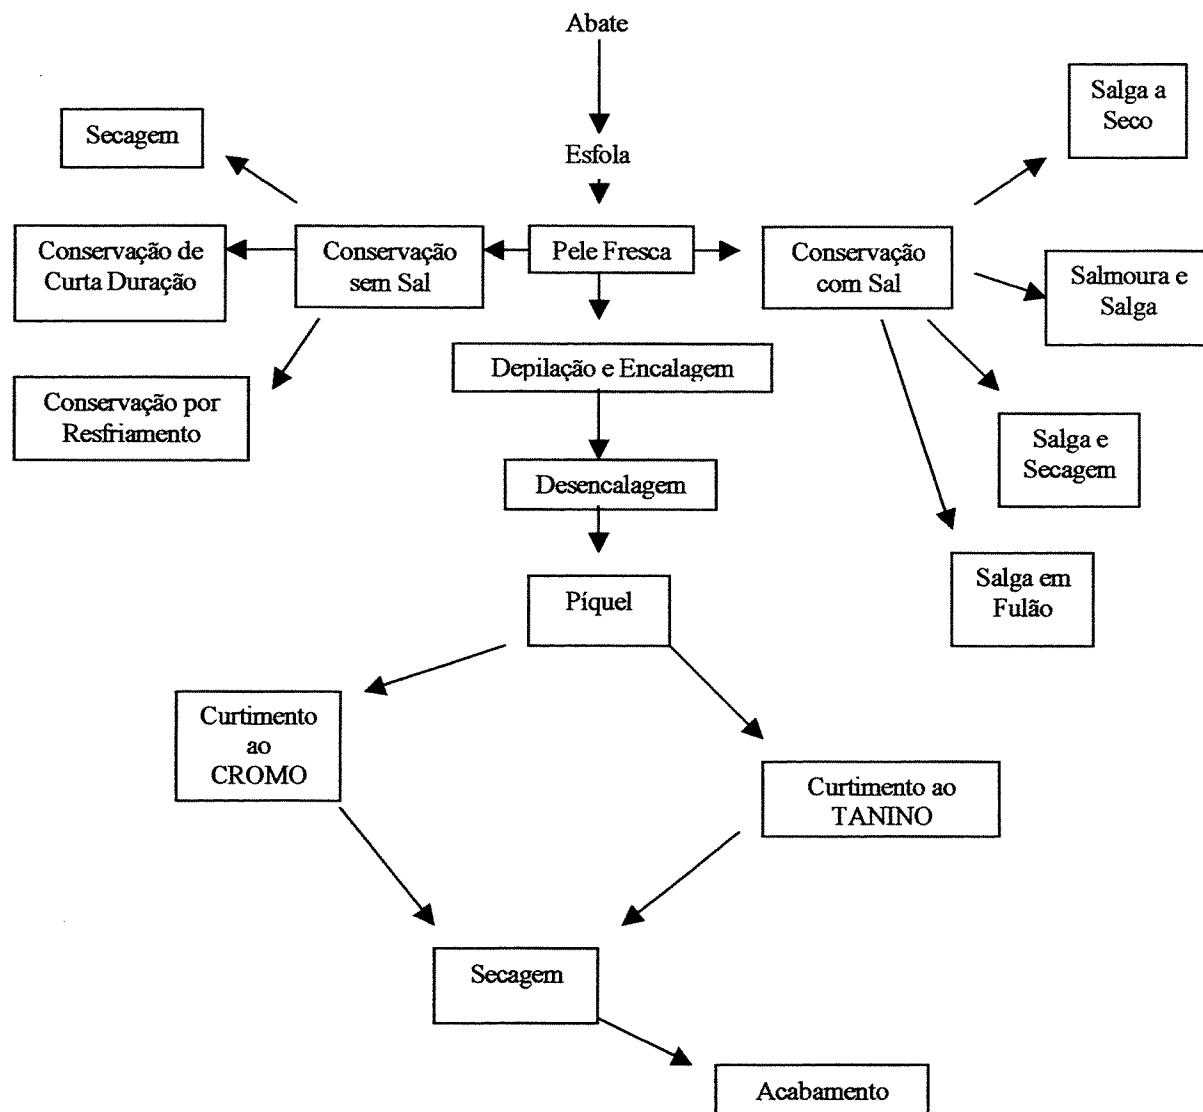 Abate
Salga a
Seco
Secagem
Esfola
Conservação de
Curta Duração
Conservação
sem Sal
Pele Fresca
Conservação
com Sal
Salmoura e
Salga
Depilação e Encalagem
Conservação por
Resfriamento
Salga e
Secagem
Desencalagem
Salga em
Fulão
Píquel
Curtimento
ao
CROMO
Curtimento ao
TANINO
Secagem
Acabamento